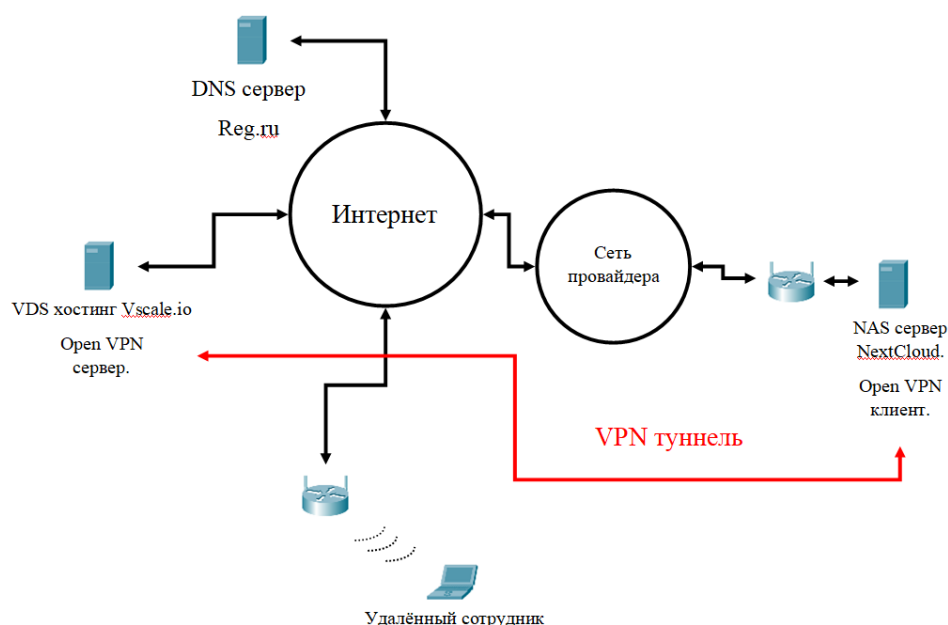 DNS сервер
Reg.ru
Интернет
Сеть
провайдера
VDS хостинг Vscale.io
Open VPN
сервер.
NAS сервер
NextCloud.
Open VPN
клиент.
VPN туннель
Удалённый сотрудник